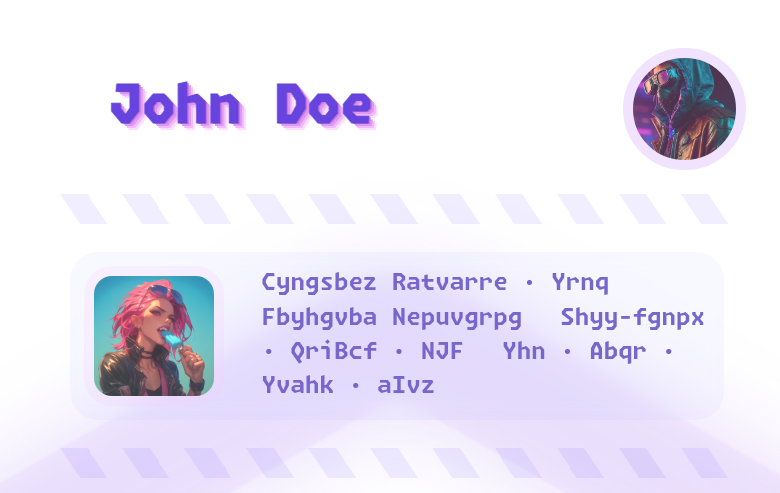 John Doe
Cyngsbez Ratvarre · Yrnq
Fbyhgvba Nepuvgrpg Shyy-fgnpx
· QriBcf · NJF Yhn · Abqr ·
Yvahk · aIvz